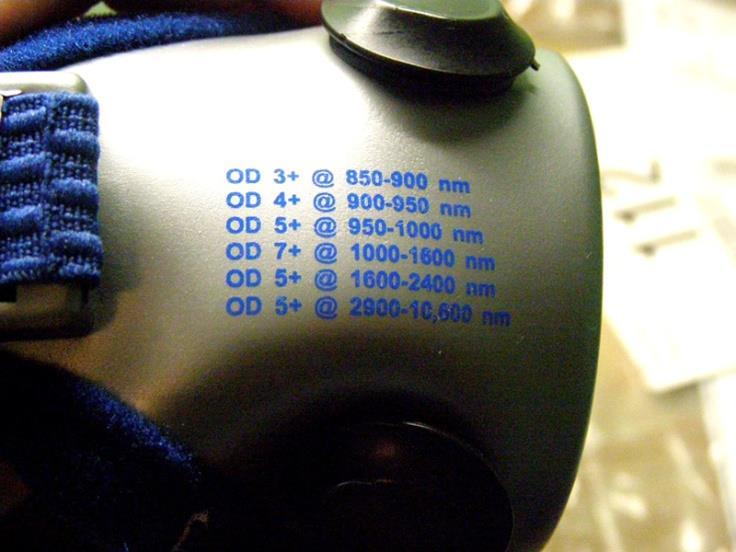 OD 3+ @ 850-900 nm
OD 4+ @ 900-950 nm
OD 5+ @ 950-1000 nm
OD 7+ @ 1000-1600 nm
OD 5+ @ 1600-2400 nm
OD 5+ @ 2900-10,600 nm